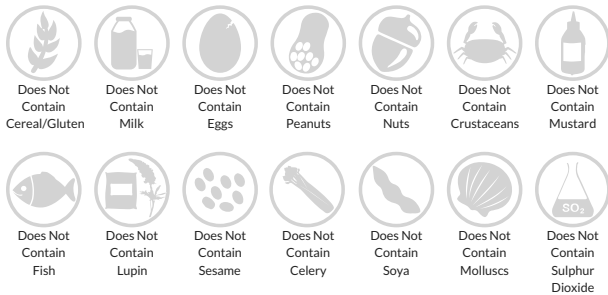 Does Not
Contain
Cereal/Gluten
Does Not
Contain
Milk
Does Not
Contain
Eggs
Does Not
Contain
Peanuts
Does Not
Contain
Nuts
Does Not
Contain
Crustaceans
Does Not
Contain
Mustard
Does Not
Contain
Fish
Does Not
Contain
Lupin
Does Not
Contain
Sesame
Does Not
Contain
Celery
Does Not
Contain
Soya
Does Not
Contain
Molluscs
SO₂
Does Not
Contain
Sulphur
Dioxide